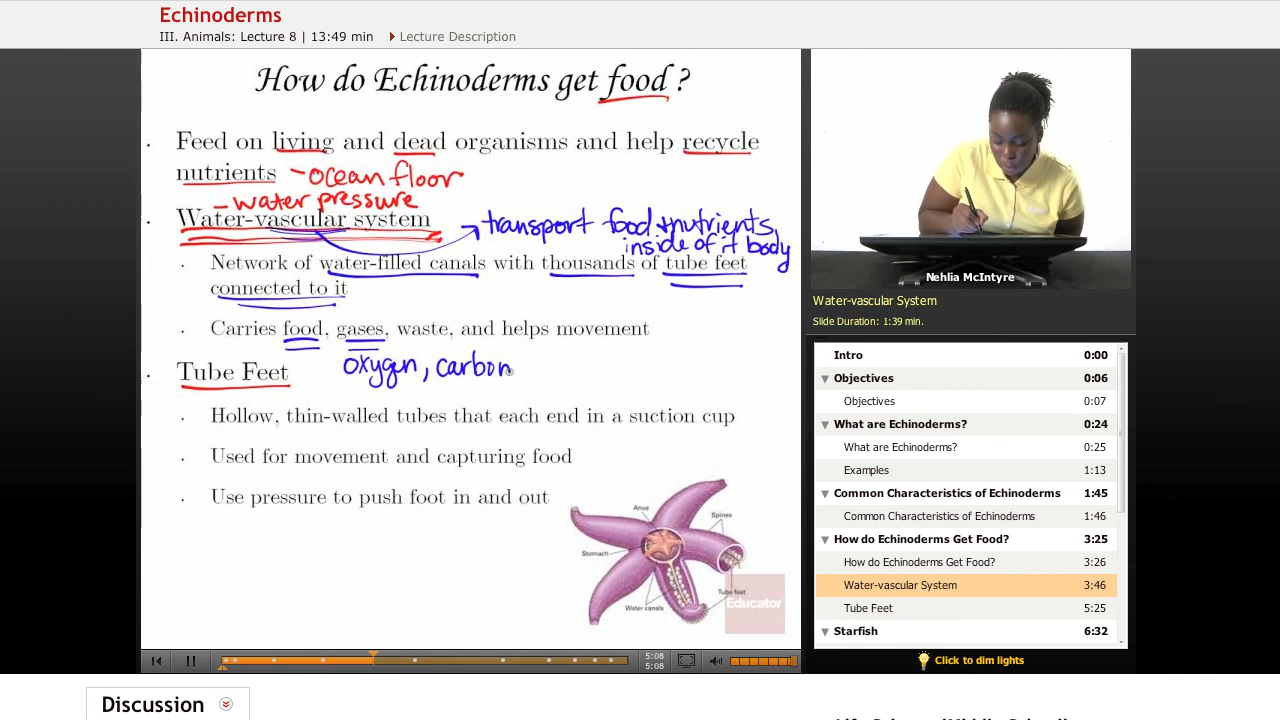 Echinoderms
III. Animals: Lecture 8 | 13:49 min
Lecture Description
How do Echinoderms get food ?
Feed on living and dead organisms and help recycle
nutrients - ocean floor
- water pressure
Water-vascular system
transport food + nutrients,
inside of it body
Network of water-filled canals with thousands of tube feet
connected to it
Carries food, gases, waste, and helps movement
oxygen, carbon
Tube Feet
Hollow, thin-walled tubes that each end in a suction cup
Used for movement and capturing food
Use pressure to push foot in and out
Anus
Spines
Stomach
Tube feet
Water canals
Educator
5:08
5:08
Nehlia McIntyre
Water-vascular System
Slide Duration: 1:39 min.
Intro 0:00
Objectives 0:06
Objectives 0:07
What are Echinoderms? 0:24
What are Echinoderms? 0:25
Examples 1:13
Common Characteristics of Echinoderms 1:45
Common Characteristics of Echinoderms 1:46
How do Echinoderms Get Food? 3:25
How do Echinoderms Get Food? 3:26
Water-vascular System 3:46
Tube Feet 5:25
Starfish 6:32
Click to dim lights
Discussion